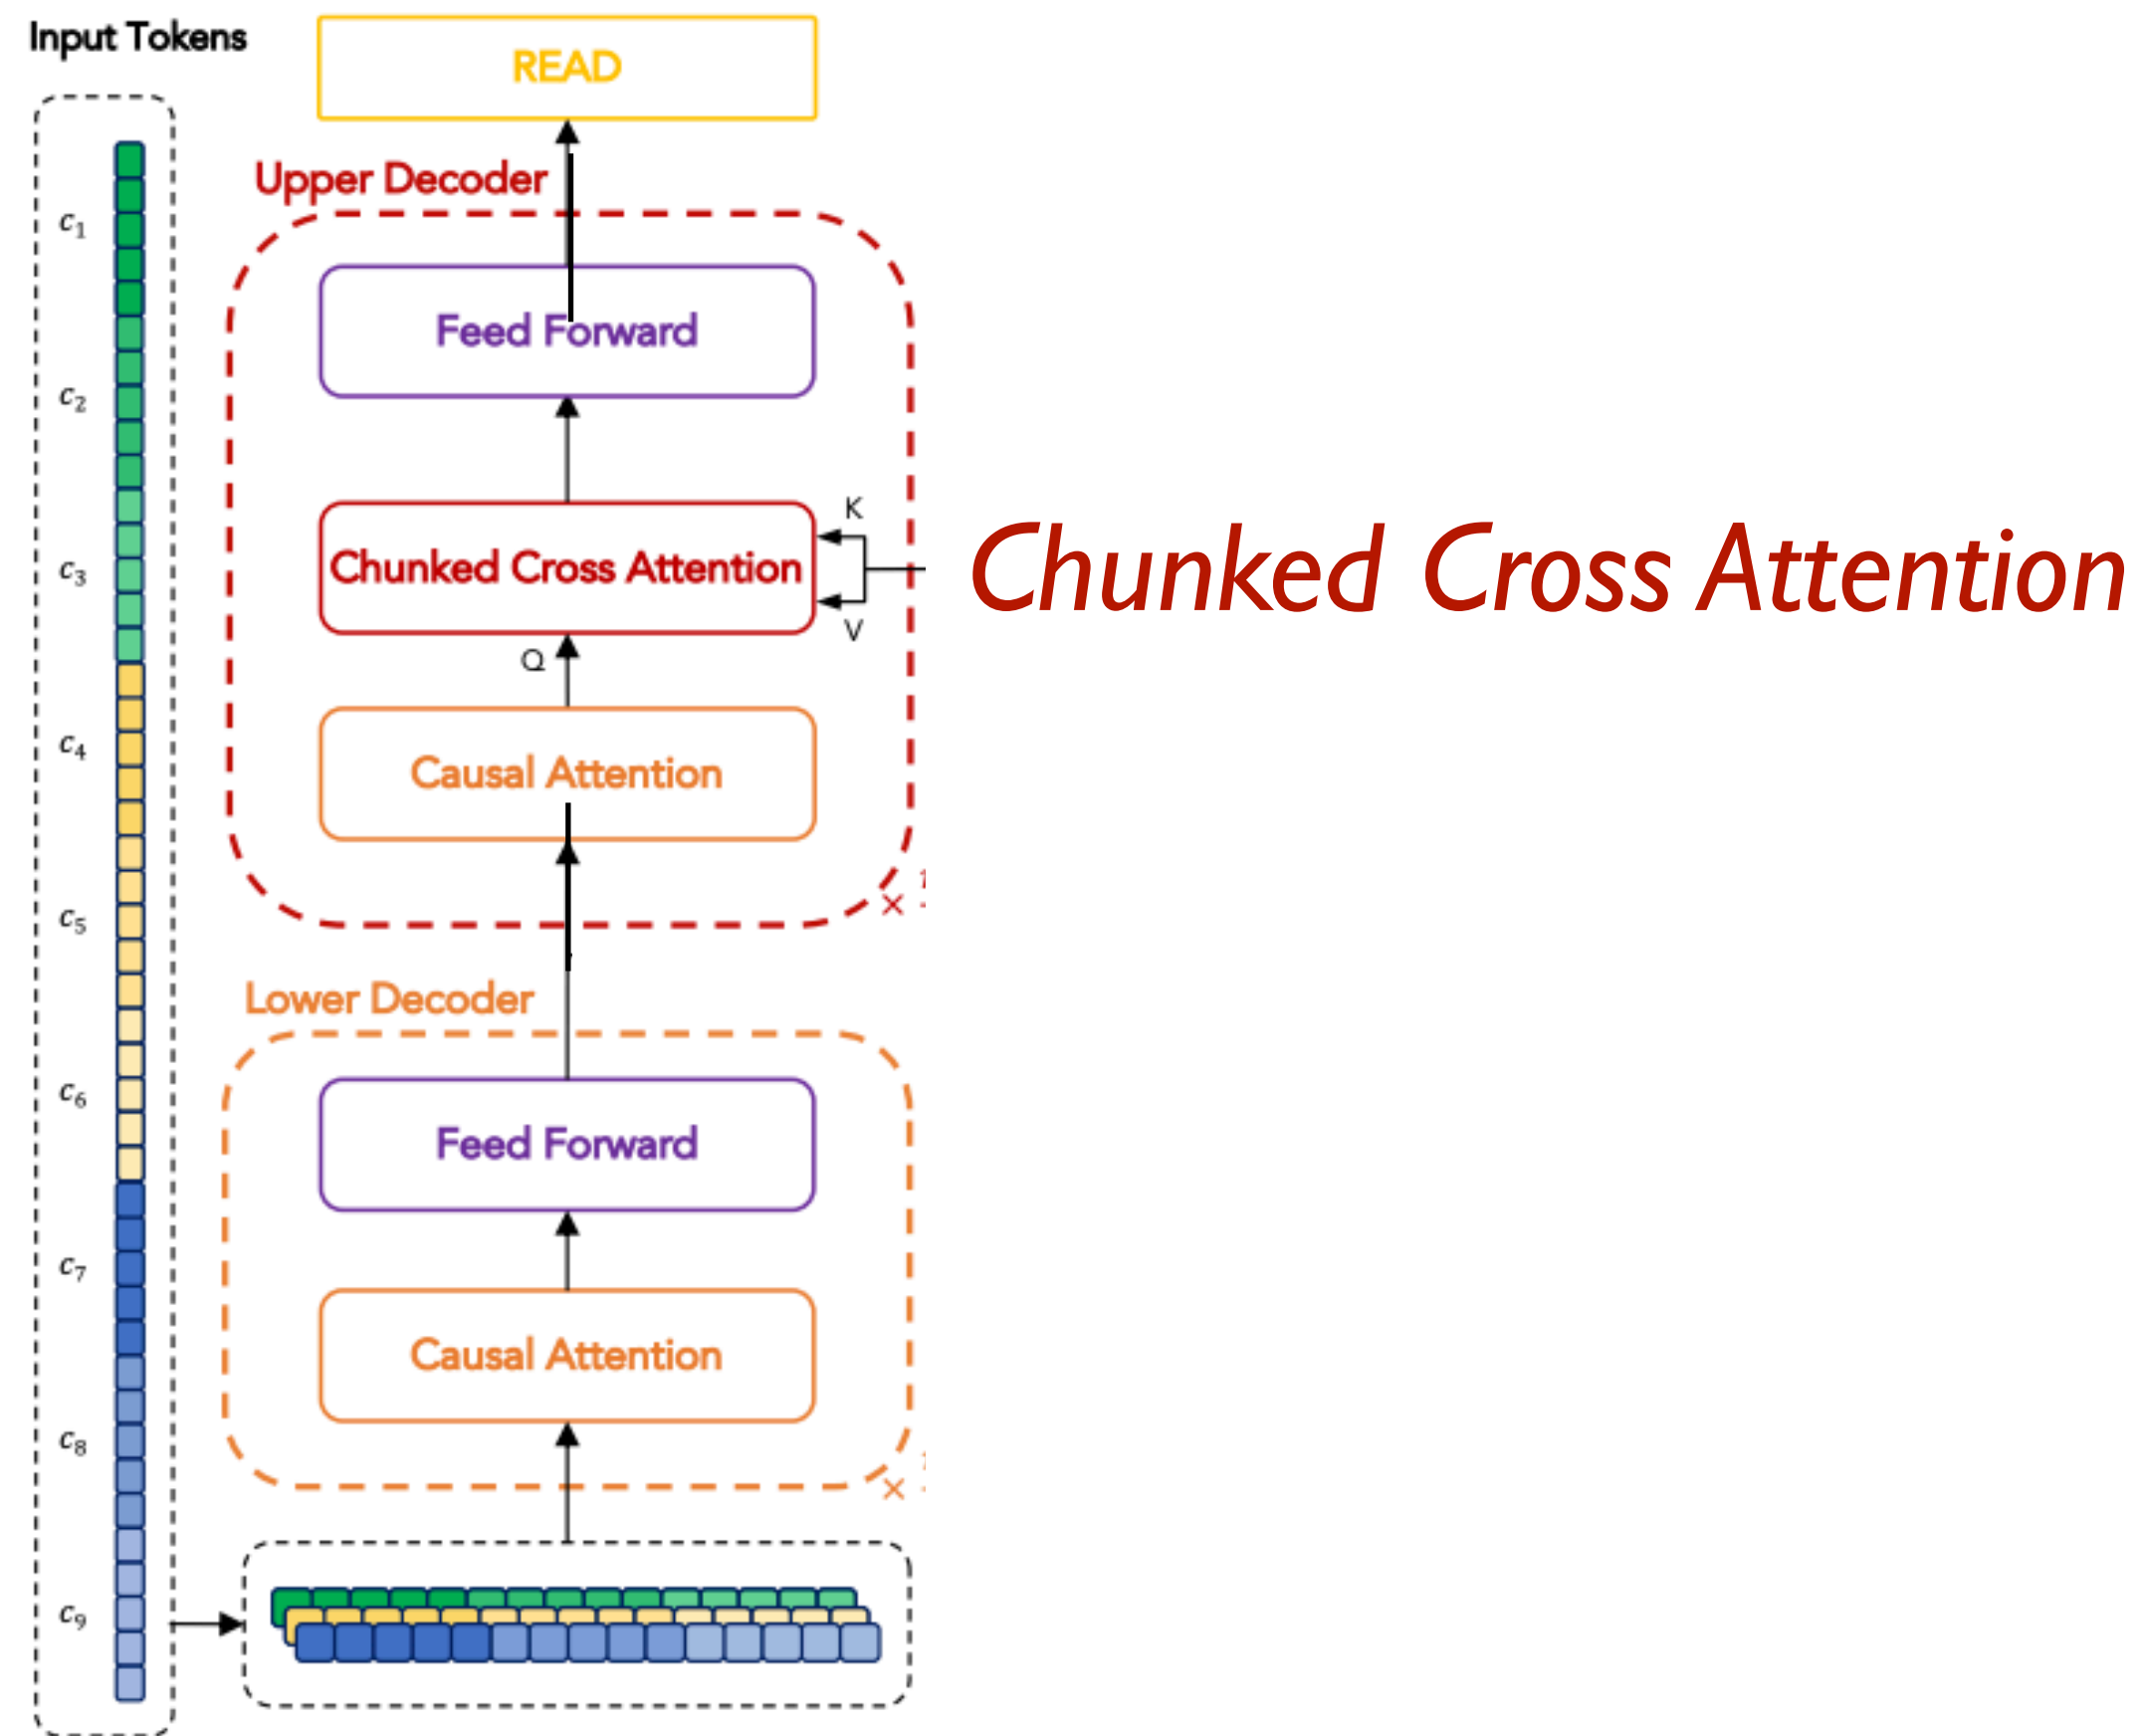 Input Tokens
READ
Upper Decoder
c1
Feed Forward
c2
K
Chunked Cross Attention
Chunked Cross Attention
c3
V
Q
c4
Causal Attention
×
c5
Lower Decoder
c6
Feed Forward
c7
Causal Attention
c8
×
c9